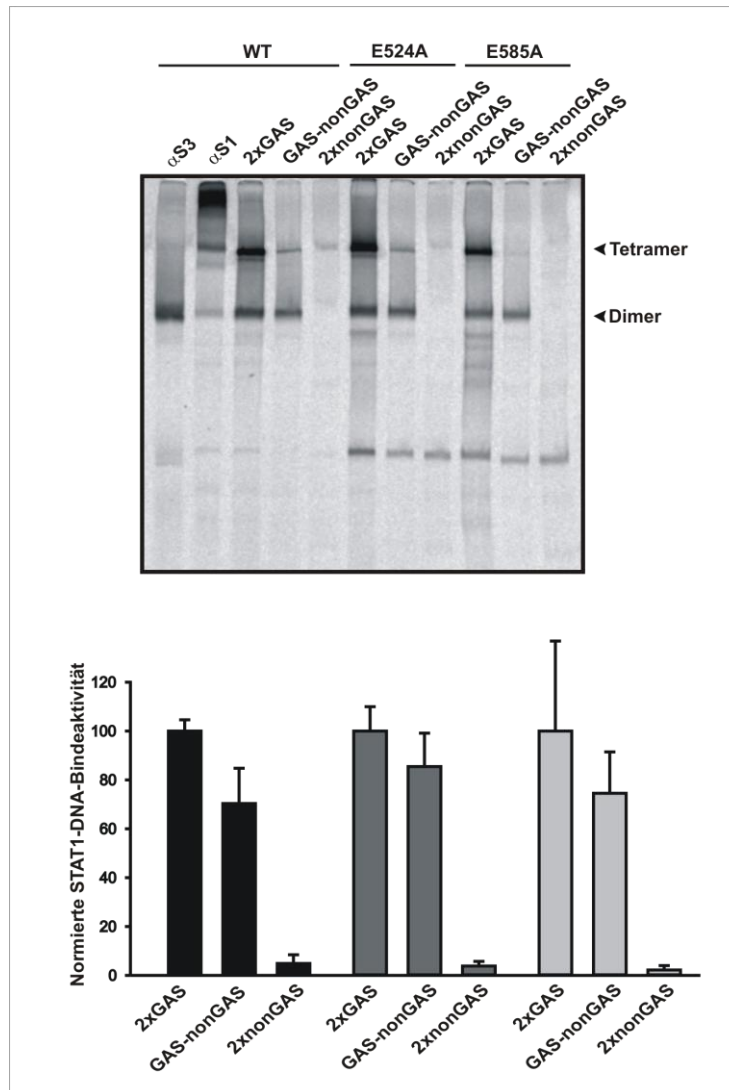 WT E524A E585A
αS3 αS1 2xGAS GAS-nonGAS 2xnonGAS 2xGAS GAS-nonGAS 2xnonGAS 2xGAS GAS-nonGAS 2xnonGAS
Tetramer
Dimer
Normierte STAT1-DNA-Bindeaktivität
120
100
80
60
40
20
0
2xGAS GAS-nonGAS 2xnonGAS 2xGAS GAS-nonGAS 2xnonGAS 2xGAS GAS-nonGAS 2xnonGAS